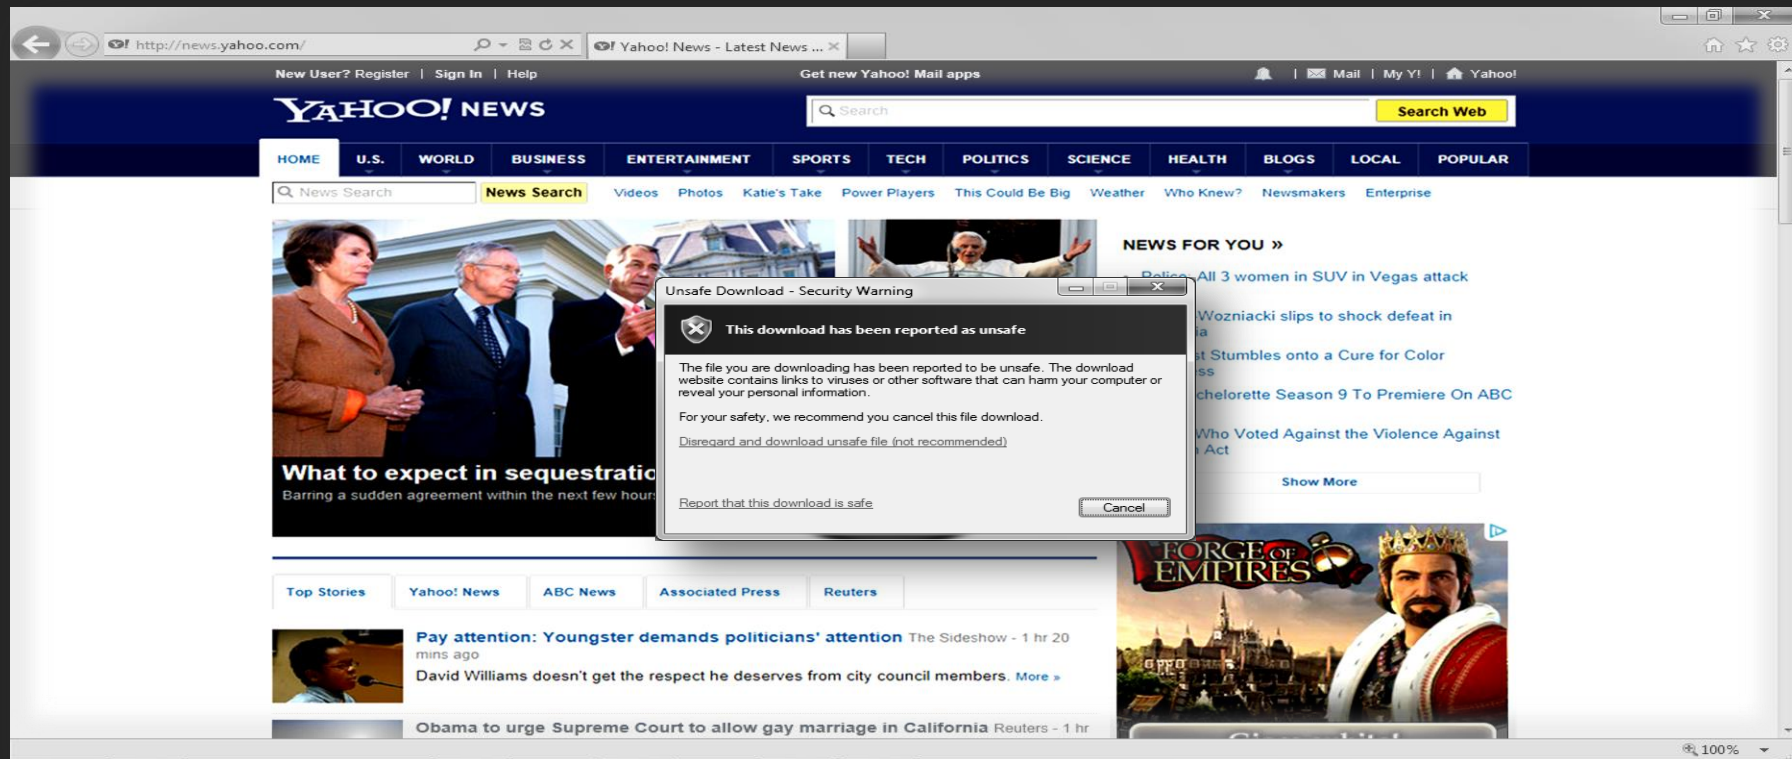 http://news.yahoo.com/
Yahoo! News - Latest News ...
New User? Register | Sign In | Help
Get new Yahoo! Mail apps
Mail | My Y! | Yahoo!
YAHOO! NEWS
Search
Search Web
HOME U.S. WORLD BUSINESS ENTERTAINMENT SPORTS TECH POLITICS SCIENCE HEALTH BLOGS LOCAL POPULAR
News Search
News Search
Videos Photos Katie's Take Power Players This Could Be Big Weather Who Knew? Newsmakers Enterprise
What to expect in
Barring a sudden agreement within the next few
Unsafe Download - Security Warning
This download has been reported as unsafe
The file you are downloading has been reported to be unsafe. The download
website contains links to viruses or other software that can harm your computer or
reveal your personal information.
For your safety, we recommend you cancel this file download.
Disregard and download unsafe file (not recommended)
Report that this download is safe
Cancel
NEWS FOR YOU »
All 3 women in SUV in Vegas attack
Wozniacki slips to shock defeat in
Stumbles onto a Cure for Color
Season 9 To Premiere On ABC
Who Voted Against the Violence Against
Act
Show More
FORGE OF
EMPIRES
Top Stories Yahoo! News ABC News Associated Press Reuters
Pay attention: Youngster demands politicians' attention The Sideshow - 1 hr 20
mins ago
David Williams doesn't get the respect he deserves from city council members. More »
Obama to urge Supreme Court to allow gay marriage in California Reuters - 1 hr
100%